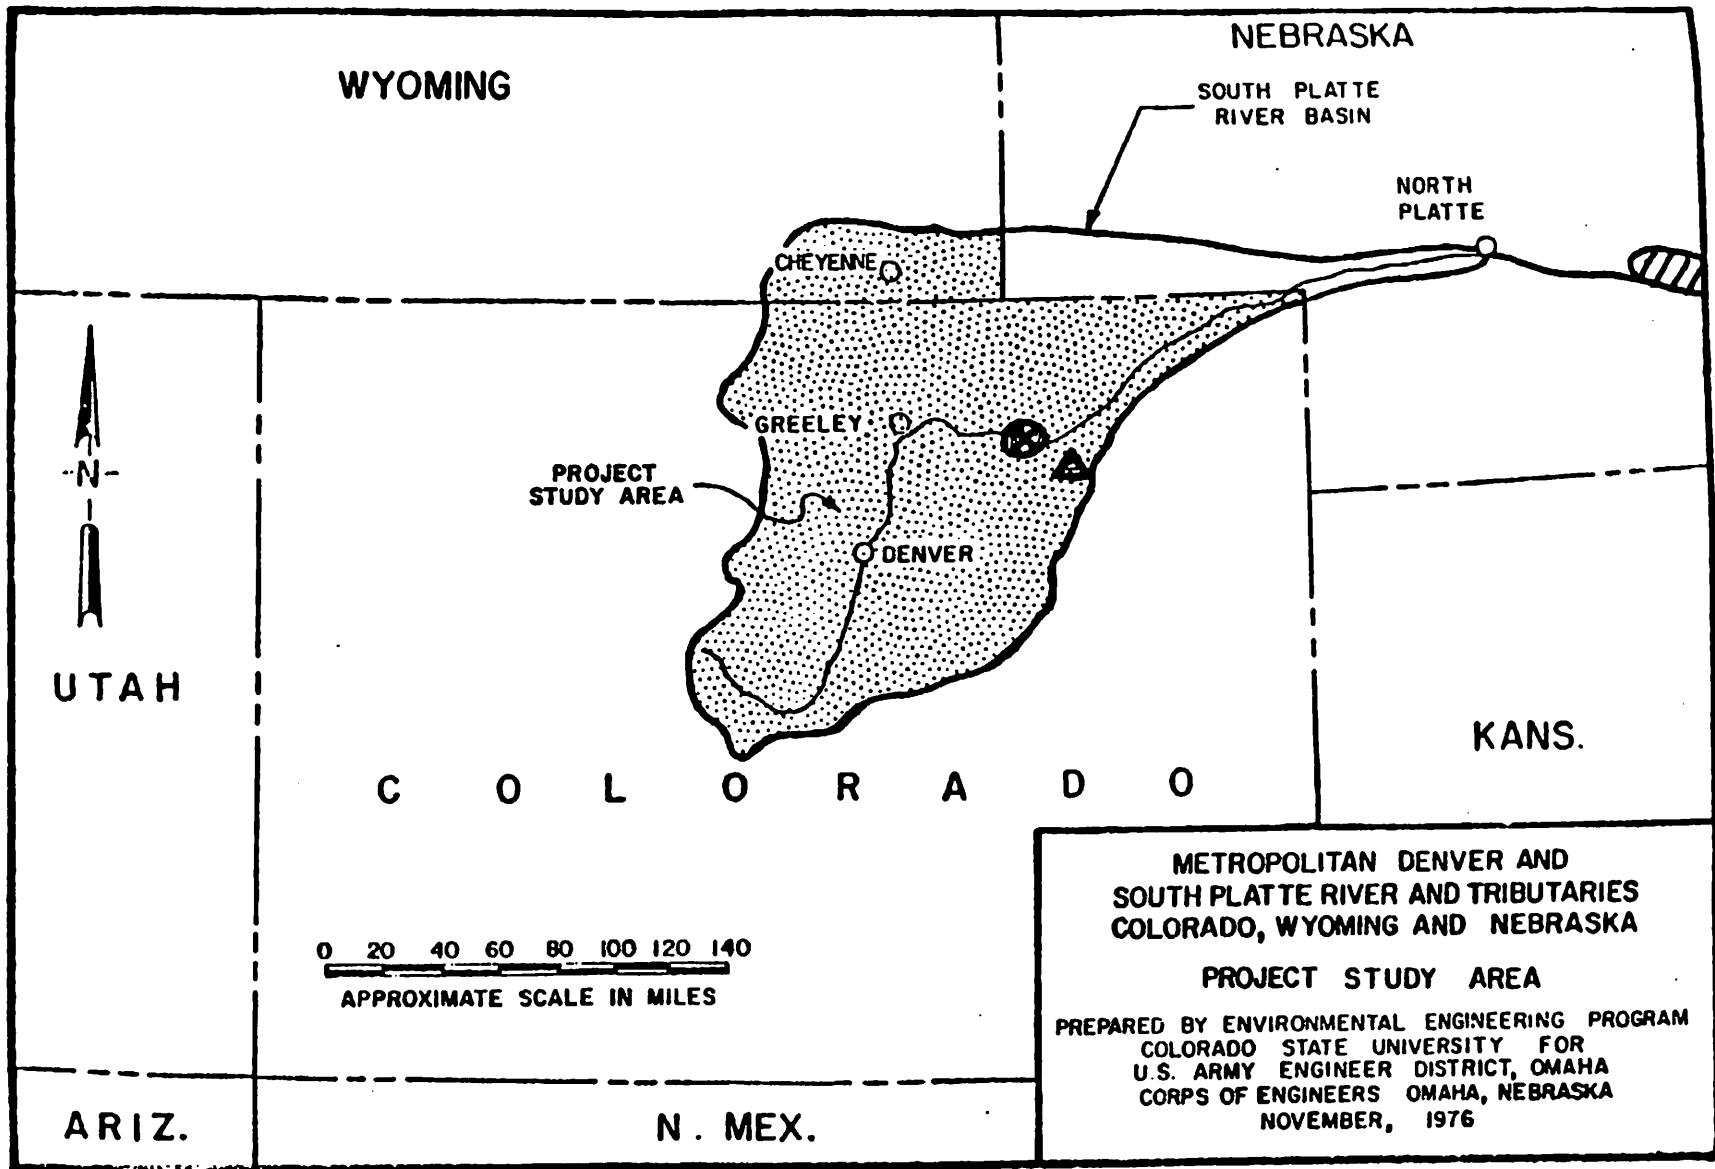 WYOMING
NEBRASKA
SOUTH PLATTE
RIVER BASIN
NORTH
PLATTE
CHEYENNE
GREELEY
PROJECT
STUDY AREA
DENVER
N
UTAH
KANS.
COLORADO
0 20 40 60 80 100 120 140
APPROXIMATE SCALE IN MILES
ARIZ.
N. MEX.
METROPOLITAN DENVER AND
SOUTH PLATTE RIVER AND TRIBUTARIES
COLORADO, WYOMING AND NEBRASKA
PROJECT STUDY AREA
PREPARED BY ENVIRONMENTAL ENGINEERING PROGRAM
COLORADO STATE UNIVERSITY FOR
U.S. ARMY ENGINEER DISTRICT, OMAHA
CORPS OF ENGINEERS OMAHA, NEBRASKA
NOVEMBER, 1976